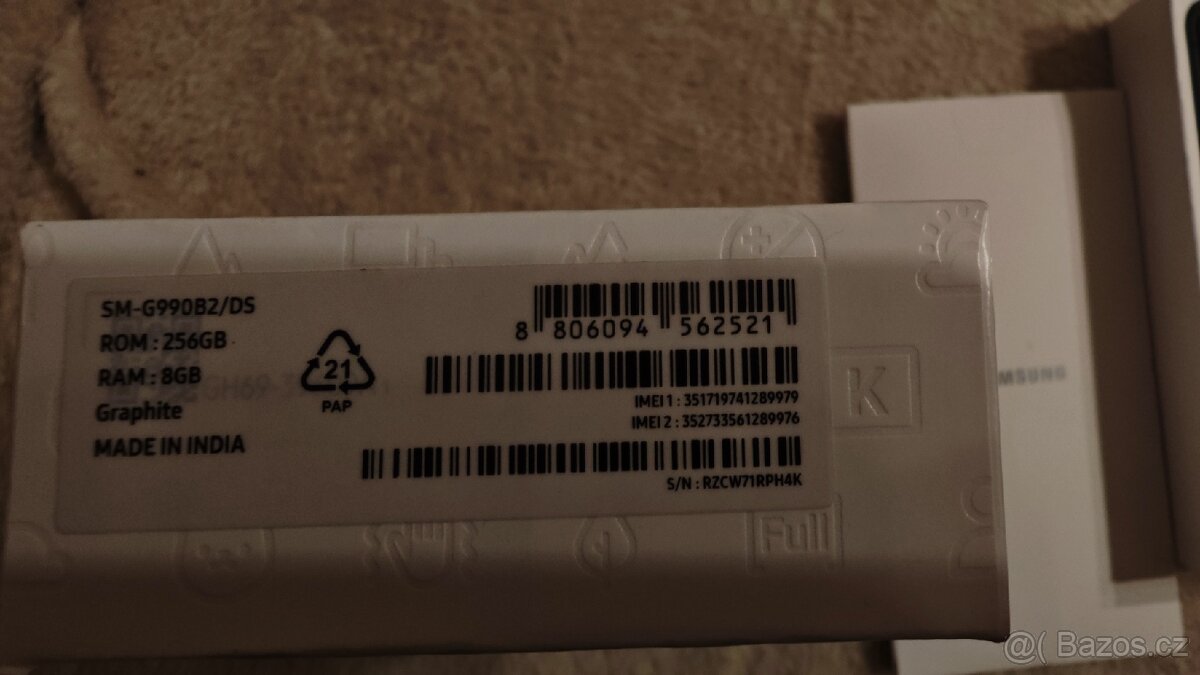 SM-G990B2/DS
ROM : 256GB
RAM : 8GB
Graphite
MADE IN INDIA
21
PAP
8 806094 562521
IMEI 1 : 351719741289979
IMEI 2 : 352733561289976
S/N : RZCW71RPH4K
K
Full
MSUNG
@( Bazos.cz